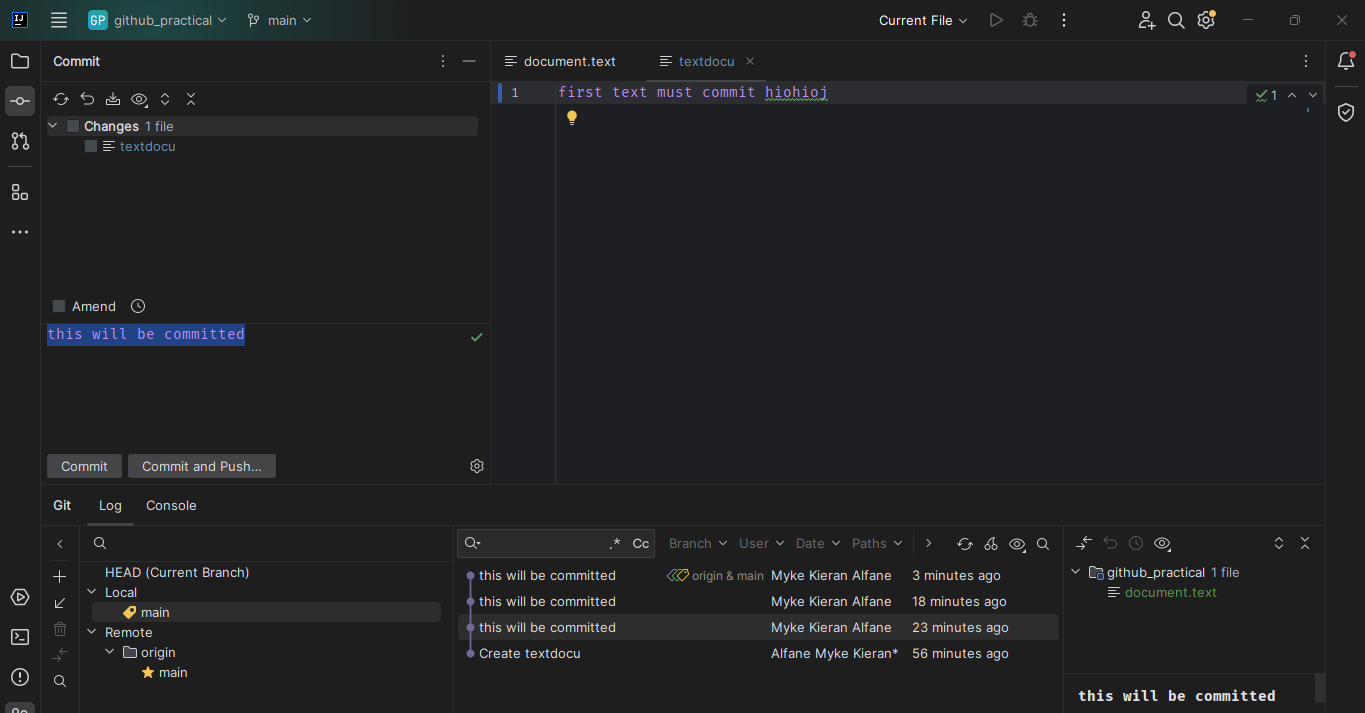 IJ GP github_practical main Current File
Commit document.text textdocu
1 first text must commit hiohioj 1
Changes 1 file
textdocu
Amend
this will be committed
Commit Commit and Push...
Git Log Console
.* Cc Branch User Date Paths
HEAD (Current Branch)
Local
main
Remote
origin
main
this will be committed origin & main Myke Kieran Alfane 3 minutes ago
this will be committed Myke Kieran Alfane 18 minutes ago
this will be committed Myke Kieran Alfane 23 minutes ago
Create textdocu Alfane Myke Kieran* 56 minutes ago
github_practical 1 file
document.text
this will be committed